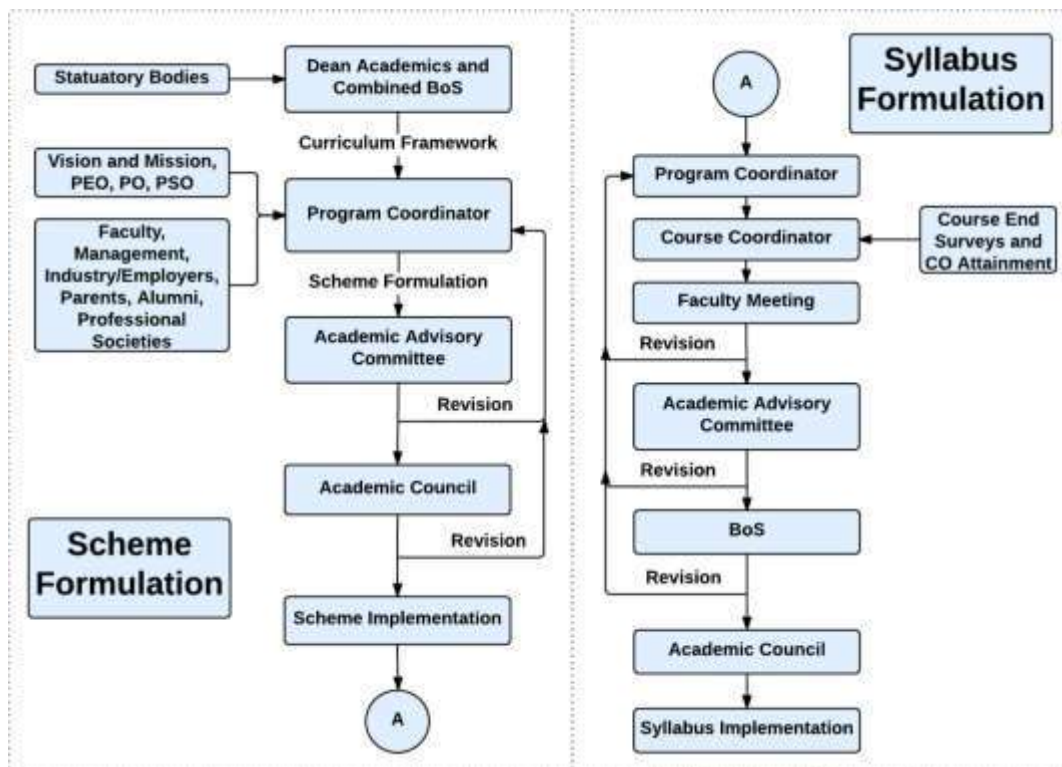 Statuatory Bodies
Dean Academics and
Combined BoS
Curriculum Framework
Vision and Mission,
PEO, PO, PSO
Program Coordinator
Faculty,
Management,
Industry/Employers,
Parents, Alumni,
Professional
Societies
Scheme Formulation
Academic Advisory
Committee
Revision
Academic Council
Revision
Scheme
Formulation
Scheme Implementation
A
Syllabus
Formulation
A
Program Coordinator
Course Coordinator
Course End
Surveys and
CO Attainment
Faculty Meeting
Revision
Academic Advisory
Committee
Revision
BoS
Revision
Academic Council
Syllabus Implementation